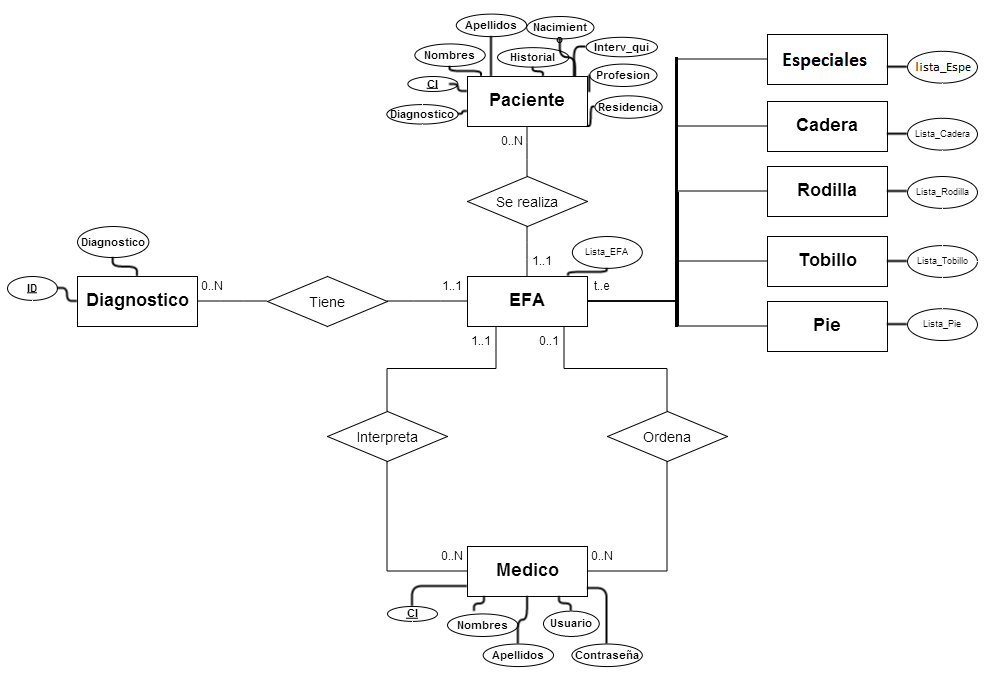 Apellidos
Nacimient
Nombres
Historial
Interv_qui
CI
Profesion
Diagnostico
Paciente
Residencia
0..N
Se realiza
1..1
Especiales
lista_Espe
Cadera
Lista_Cadera
Rodilla
Lista_Rodilla
Tobillo
Lista_Tobillo
Pie
Lista_Pie
Diagnostico
ID
Diagnostico
0..N
Tiene
1..1
Lista_EFA
EFA
t..e
1..1
0..1
Interpreta
Ordena
0..N
0..N
Medico
CI
Nombres
Usuario
Apellidos
Contraseña